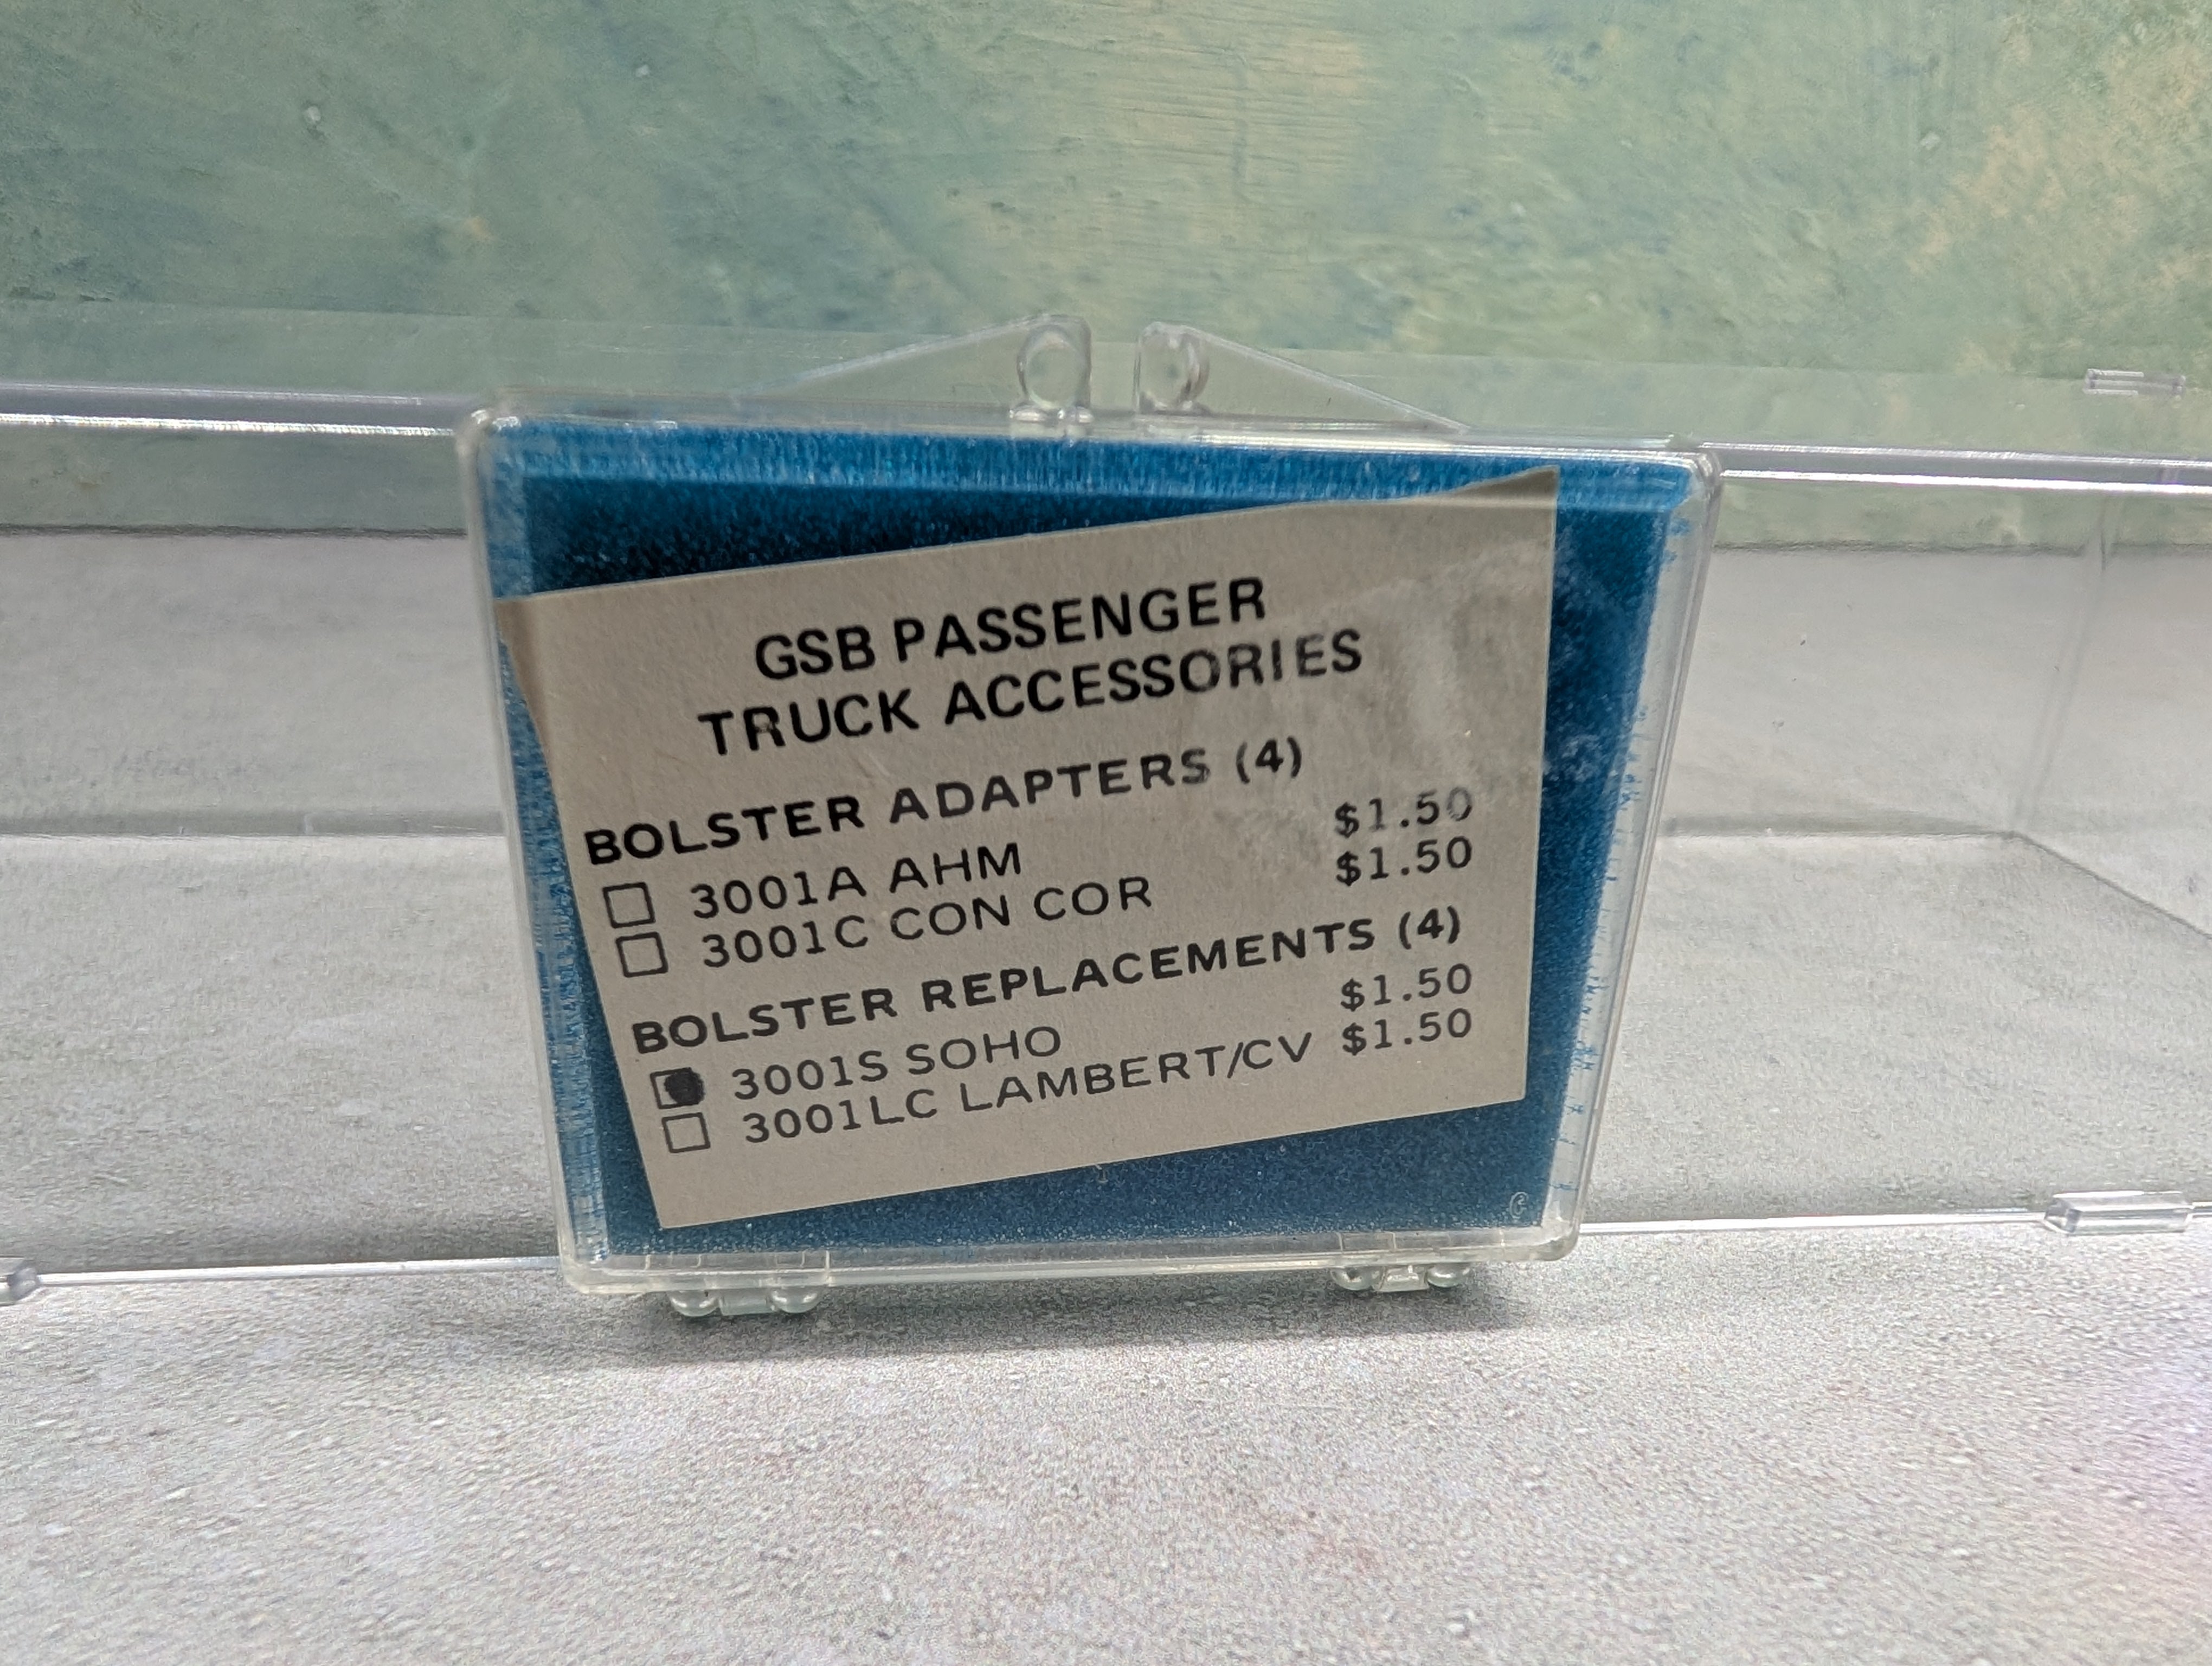 GSB PASSENGER
TRUCK ACCESSORIES
BOLSTER ADAPTERS (4)
3001A AHM $1.50
3001C CON COR $1.50
BOLSTER REPLACEMENTS (4)
3001S SOHO $1.50
3001LC LAMBERT/CV $1.50